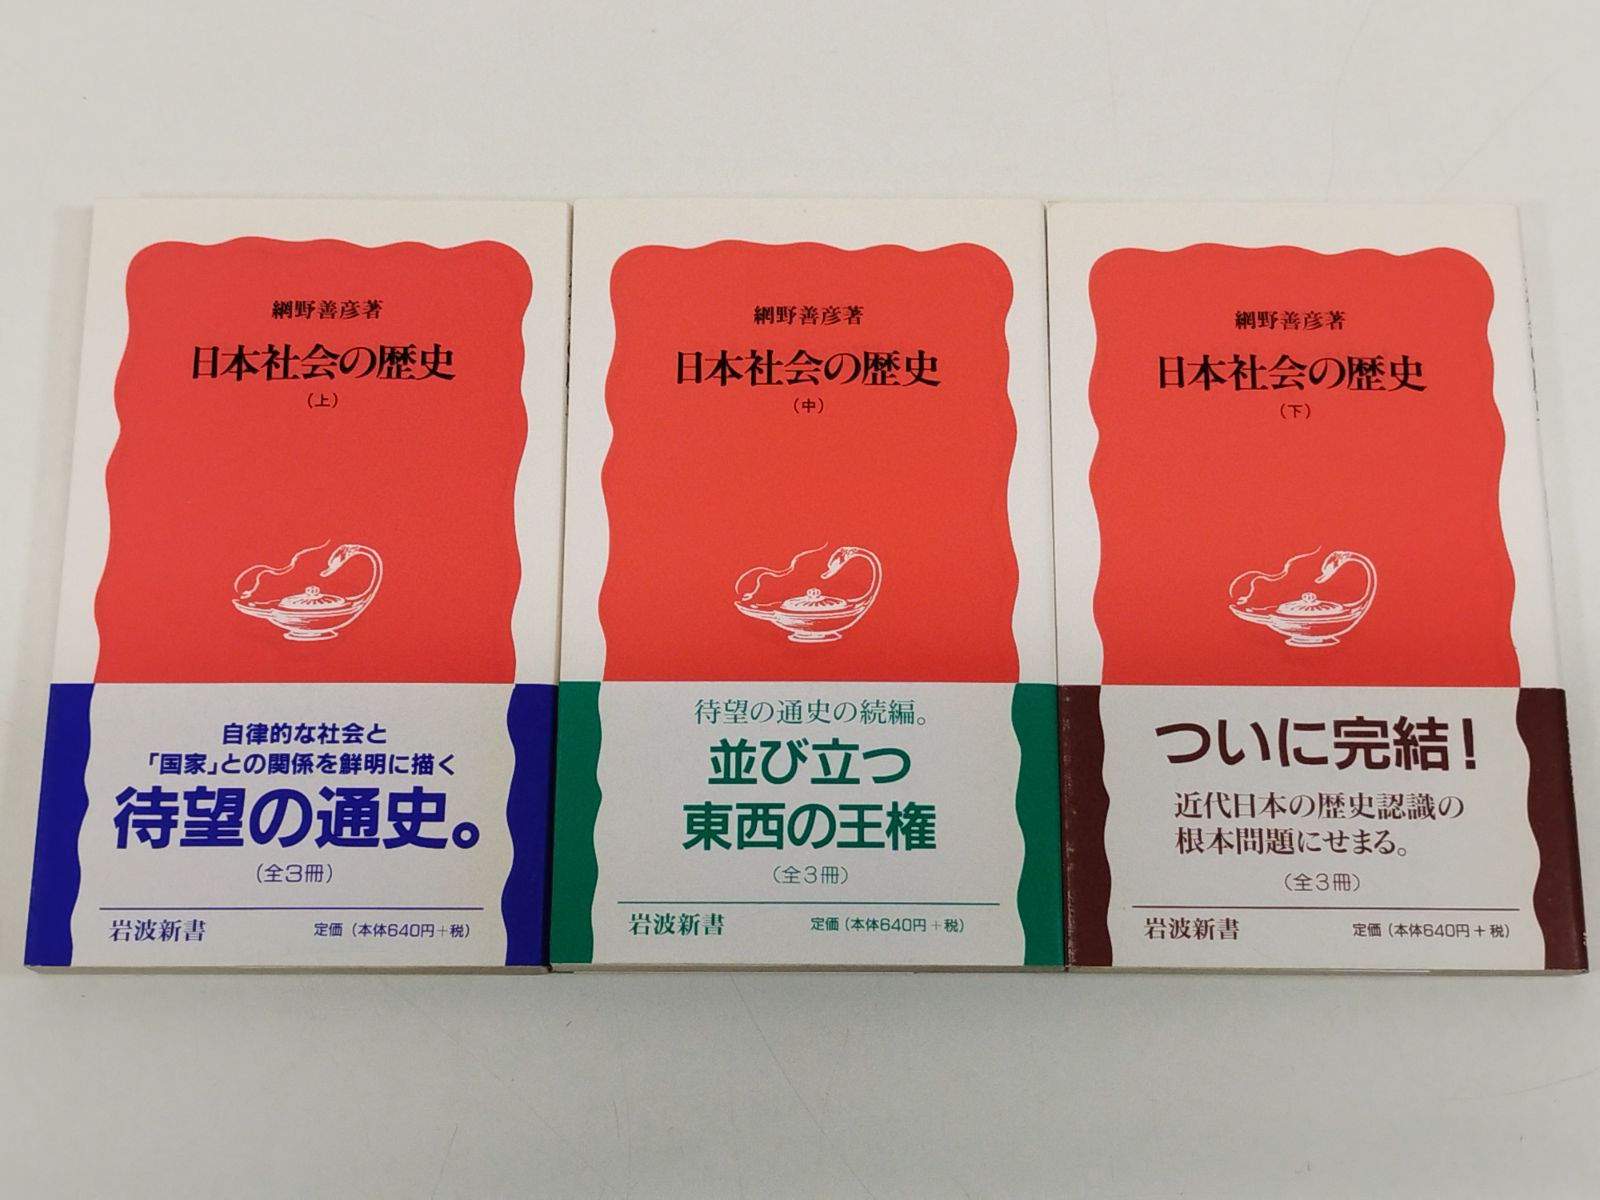 網野善彦著
日本社会の歴史
（上）
自律的な社会と
「国家」との関係を鮮明に描く
待望の通史。
（全3冊）
岩波新書
定価（本体640円＋税）
網野善彦著
日本社会の歴史
（中）
待望の通史の続編。
並び立つ
東西の王権
（全3冊）
岩波新書
定価（本体640円＋税）
網野善彦著
日本社会の歴史
（下）
ついに完結！
近代日本の歴史認識の
根本問題にせまる。
（全3冊）
岩波新書
定価（本体640円＋税）